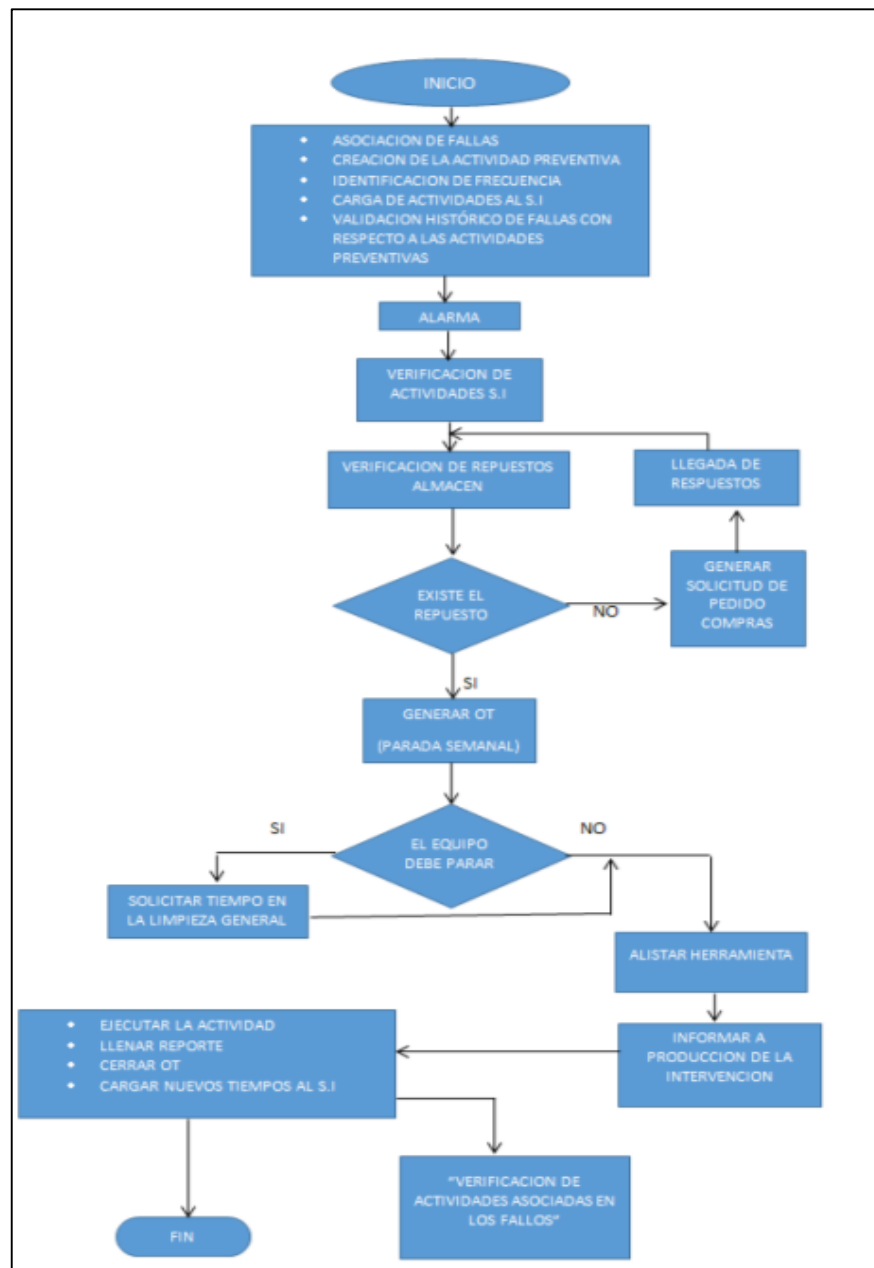 INICIO
ASOCIACION DE FALLAS
CREACION DE LA ACTIVIDAD PREVENTIVA
IDENTIFICACION DE FRECUENCIA
CARGA DE ACTIVIDADES AL S.I
VALIDACION HISTÓRICO DE FALLAS CON
RESPECTO A LAS ACTIVIDADES
PREVENTIVAS
ALARMA
VERIFICACION DE
ACTIVIDADES S.I
VERIFICACION DE REPUESTOS
ALMACEN
LLEGADA DE
RESPUESTOS
EXISTE EL
REPUESTO
NO
GENERAR
SOLICITUD DE
PEDIDO
COMPRAS
SI
GENERAR OT
(PARADA SEMANAL)
SI
EL EQUIPO
DEBE PARAR
NO
SOLICITAR TIEMPO EN
LA LIMPIEZA GENERAL
ALISTAR HERRAMIENTA
INFORMAR A
PRODUCCION DE LA
INTERVENCION
EJECUTAR LA ACTIVIDAD
LLENAR REPORTE
CERRAR OT
CARGAR NUEVOS TIEMPOS AL S.I
"VERIFICACION DE
ACTIVIDADES ASOCIADAS EN
LOS FALLOS"
FIN